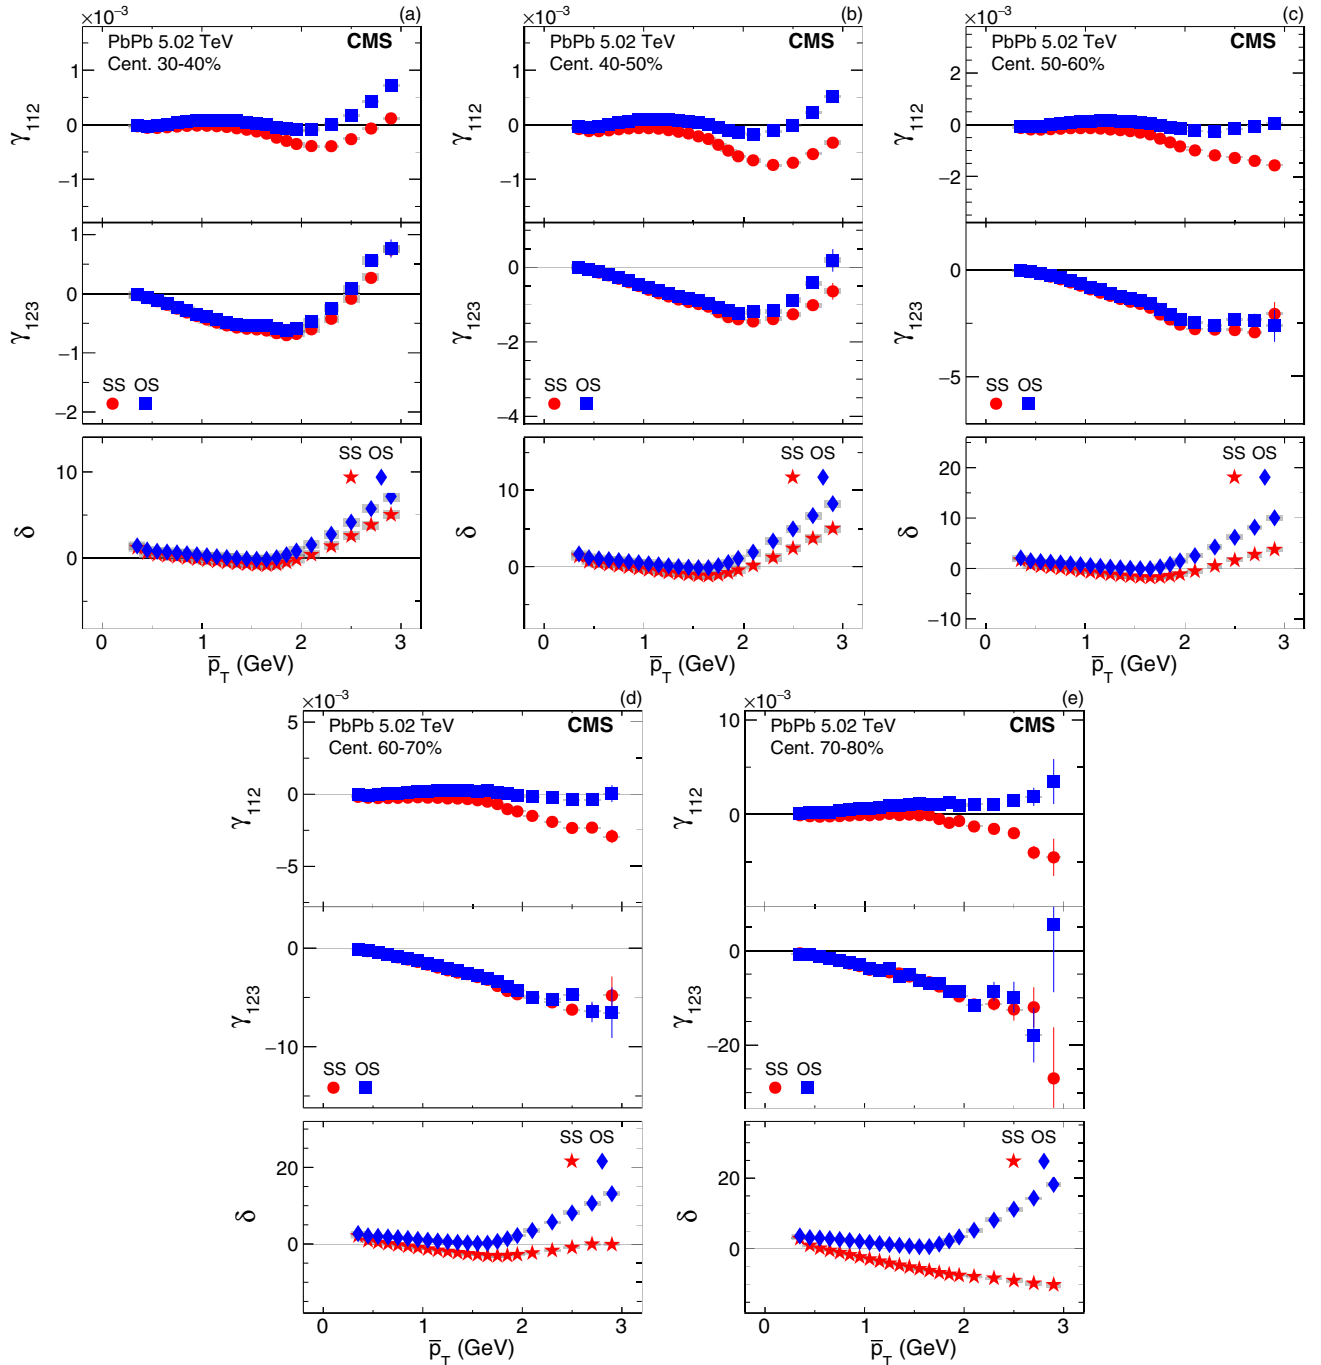 ×10⁻³ (a)
PbPb 5.02 TeV CMS
Cent. 30-40%
1
0
−1
γ112
1
0
−1
−2
γ123
SS OS
SS OS
10
0
δ
0 1 2 3
p̅T (GeV)
×10⁻³ (b)
PbPb 5.02 TeV CMS
Cent. 40-50%
1
0
−1
γ112
0
−2
−4
γ123
SS OS
SS OS
10
0
δ
0 1 2 3
p̅T (GeV)
×10⁻³ (c)
PbPb 5.02 TeV CMS
Cent. 50-60%
2
0
−2
γ112
0
−5
γ123
SS OS
SS OS
20
10
0
−10
δ
0 1 2 3
p̅T (GeV)
×10⁻³ (d)
PbPb 5.02 TeV CMS
Cent. 60-70%
5
0
−5
γ112
0
−10
γ123
SS OS
SS OS
20
0
δ
0 1 2 3
p̅T (GeV)
×10⁻³ (e)
PbPb 5.02 TeV CMS
Cent. 70-80%
10
0
γ112
0
−20
γ123
SS OS
SS OS
20
0
δ
0 1 2 3
p̅T (GeV)